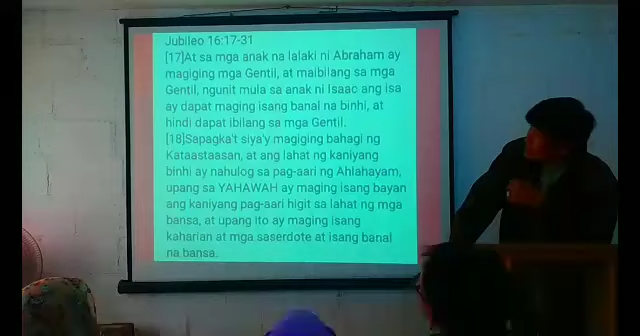 Jubileo 16:17-31
[17]At sa mga anak na lalaki ni Abraham ay
magiging mga Gentil, at maibilang sa mga
Gentil, ngunit mula sa anak ni Isaac ang isa
ay dapat maging isang banal na binhi, at
hindi dapat ibilang sa mga Gentil.
[18]Sapagka't siya'y magiging bahagi ng
Kataastaasan, at ang lahat ng kaniyang
binhi ay nahulog sa pag-aari ng Ahlahayam,
upang sa YAHAWAH ay maging isang bayan
ang kaniyang pag-aari higit sa lahat ng mga
bansa, at upang ito ay maging isang
kaharian at mga saserdote at isang banal
na bansa.